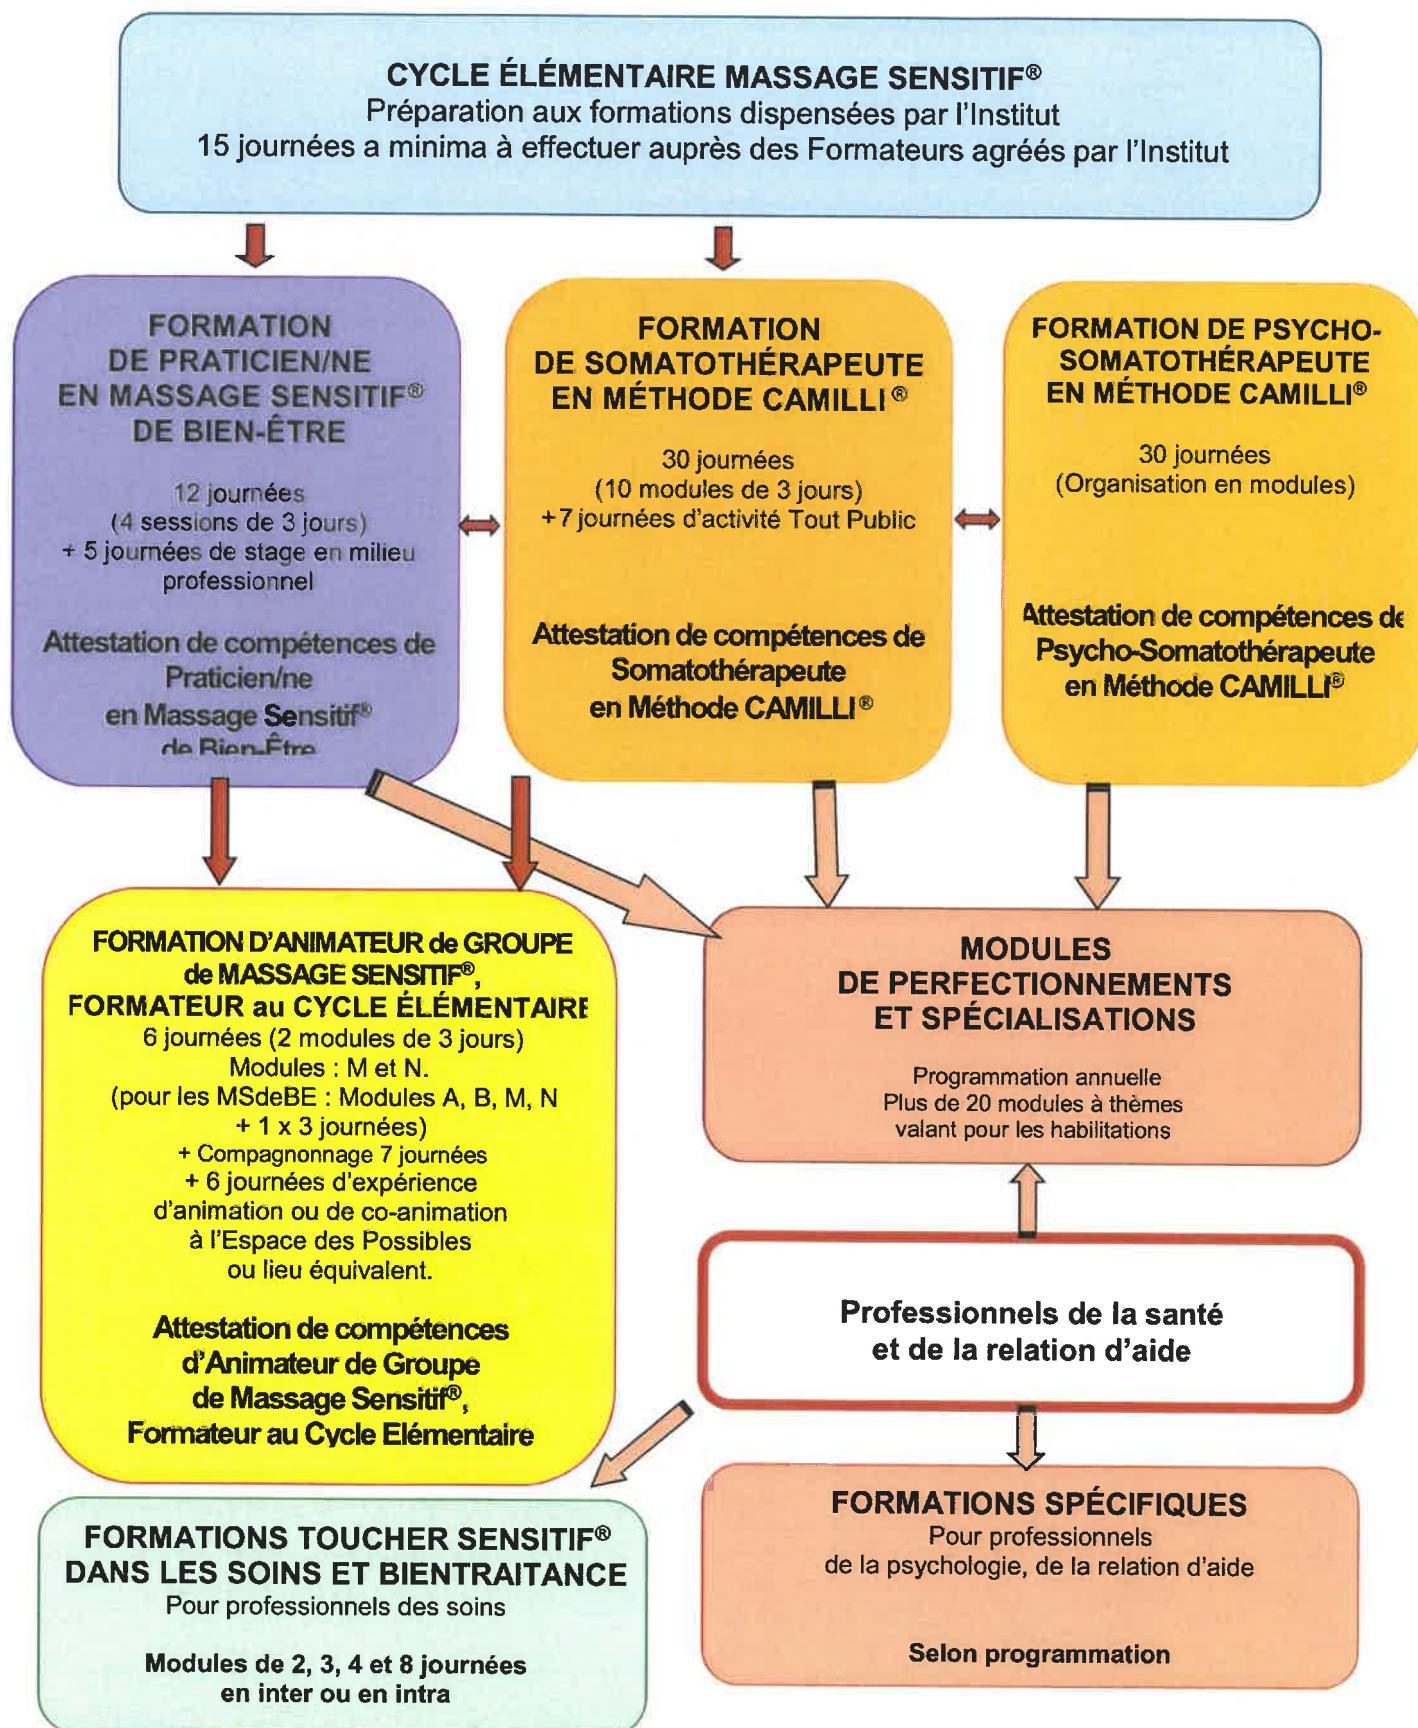 CYCLE ÉLÉMENTAIRE MASSAGE SENSITIF®
Préparation aux formations dispensées par l'Institut
15 journées a minima à effectuer auprès des Formateurs agréés par l'Institut
FORMATION
DE PRATICIEN/NE
EN MASSAGE SENSITIF®
DE BIEN-ÊTRE
12 journées
(4 sessions de 3 jours)
+ 5 journées de stage en milieu
professionnel
Attestation de compétences de
Praticien/ne
en Massage Sensitif®
de Bien-Être
FORMATION
DE SOMATOTHÉRAPEUTE
EN MÉTHODE CAMILLI®
30 journées
(10 modules de 3 jours)
+7 journées d'activité Tout Public
Attestation de compétences de
Somatothérapeute
en Méthode CAMILLI®
FORMATION DE PSYCHO-
SOMATOTHÉRAPEUTE
EN MÉTHODE CAMILLI®
30 journées
(Organisation en modules)
Attestation de compétences de
Psycho-Somatothérapeute
en Méthode CAMILLI®
FORMATION D'ANIMATEUR de GROUPE
de MASSAGE SENSITIF®,
FORMATEUR au CYCLE ÉLÉMENTAIRE
6 journées (2 modules de 3 jours)
Modules : M et N.
(pour les MSdeBE : Modules A, B, M, N
+ 1 x 3 journées)
+ Compagnonnage 7 journées
+ 6 journées d'expérience
d'animation ou de co-animation
à l'Espace des Possibles
ou lieu équivalent.
Attestation de compétences
d'Animateur de Groupe
de Massage Sensitif®,
Formateur au Cycle Elémentaire
MODULES
DE PERFECTIONNEMENTS
ET SPÉCIALISATIONS
Programmation annuelle
Plus de 20 modules à thèmes
valant pour les habilitations
Professionnels de la santé
et de la relation d'aide
FORMATIONS TOUCHER SENSITIF®
DANS LES SOINS ET BIENTRAITANCE
Pour professionnels des soins
Modules de 2, 3, 4 et 8 journées
en inter ou en intra
FORMATIONS SPÉCIFIQUES
Pour professionnels
de la psychologie, de la relation d'aide
Selon programmation